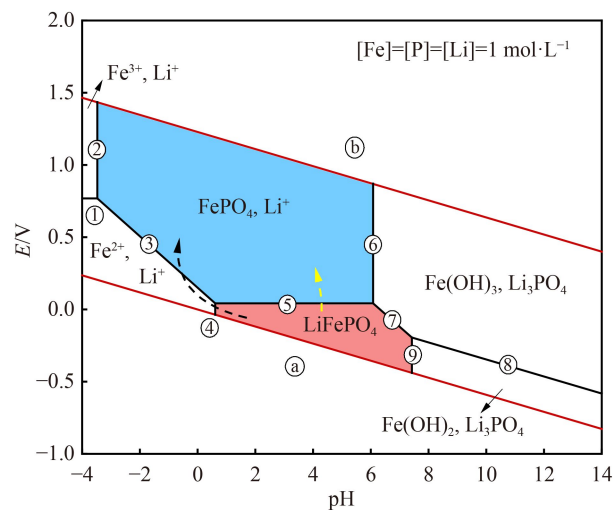 2.0
1.5
1.0
0.5
0.0
−0.5
−1.0
E/V
[Fe]=[P]=[Li]=1 mol·L⁻¹
Fe³⁺, Li⁺
ⓑ
②
FePO₄, Li⁺
①
③
⑥
Fe²⁺,
Li⁺
Fe(OH)₃, Li₃PO₄
⑤
④
LiFePO₄
⑦
ⓐ
⑨
⑧
Fe(OH)₂, Li₃PO₄
−4 −2 0 2 4 6 8 10 12 14
pH